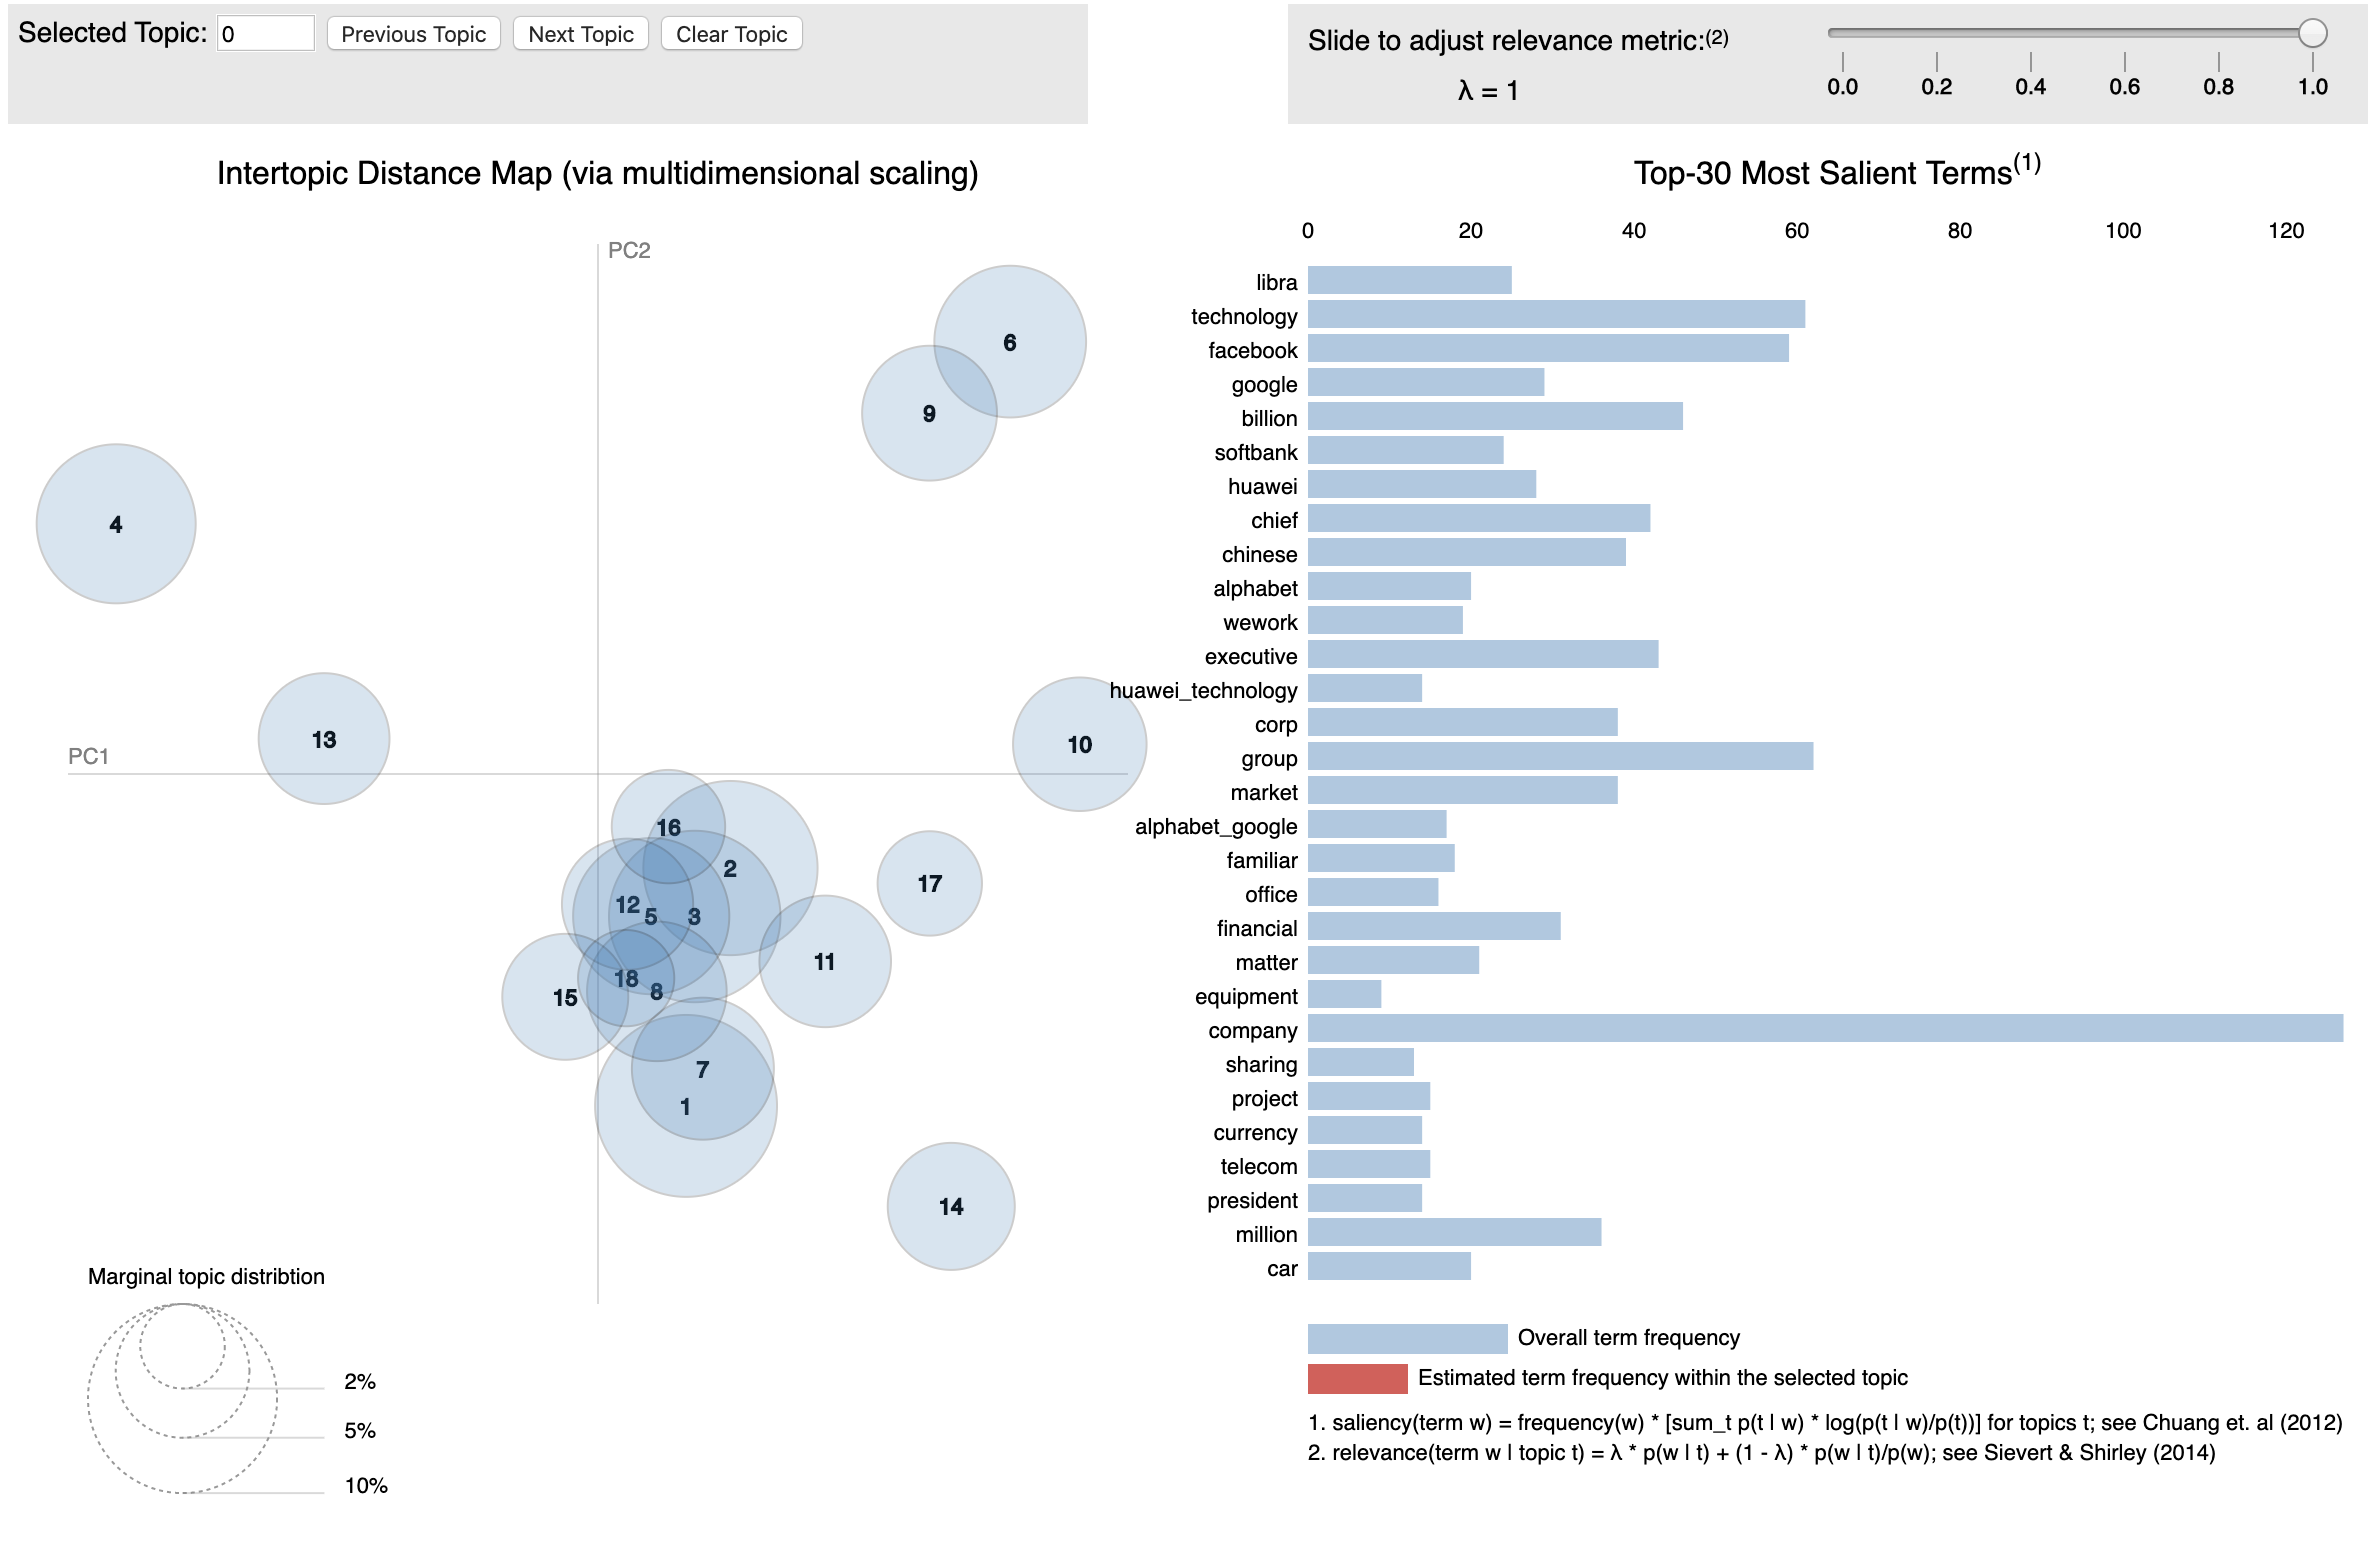 Selected Topic: 0 Previous Topic Next Topic Clear Topic
Slide to adjust relevance metric:(2)
λ = 1
0.0 0.2 0.4 0.6 0.8 1.0
Intertopic Distance Map (via multidimensional scaling)
PC2
PC1
6
9
4
13
10
16
2
17
12
5
3
11
18
8
15
7
1
14
Marginal topic distribtion
2%
5%
10%
Top-30 Most Salient Terms(1)
0 20 40 60 80 100 120
libra
technology
facebook
google
billion
softbank
huawei
chief
chinese
alphabet
wework
executive
huawei_technology
corp
group
market
alphabet_google
familiar
office
financial
matter
equipment
company
sharing
project
currency
telecom
president
million
car
Overall term frequency
Estimated term frequency within the selected topic
1. saliency(term w) = frequency(w) * [sum_t p(t | w) * log(p(t | w)/p(t))] for topics t; see Chuang et. al (2012)
2. relevance(term w | topic t) = λ * p(w | t) + (1 - λ) * p(w | t)/p(w); see Sievert & Shirley (2014)